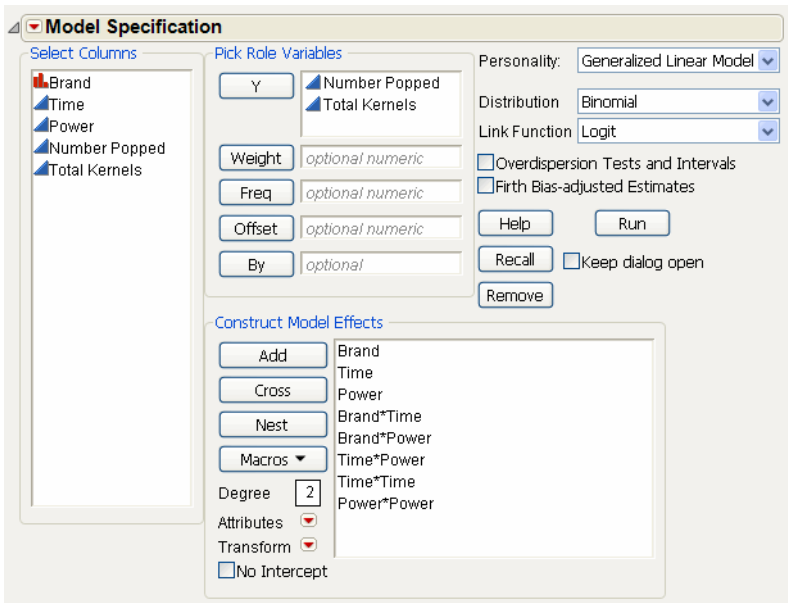 Model Specification
Select Columns
Brand
Time
Power
Number Popped
Total Kernels
Pick Role Variables
Y
Number Popped
Total Kernels
Weight
optional numeric
Freq
optional numeric
Offset
optional numeric
By
optional
Personality:
Generalized Linear Model
Distribution
Binomial
Link Function
Logit
Overdispersion Tests and Intervals
Firth Bias-adjusted Estimates
Help
Run
Recall
Keep dialog open
Remove
Construct Model Effects
Add
Cross
Nest
Macros
Degree
2
Attributes
Transform
No Intercept
Brand
Time
Power
Brand*Time
Brand*Power
Time*Power
Time*Time
Power*Power